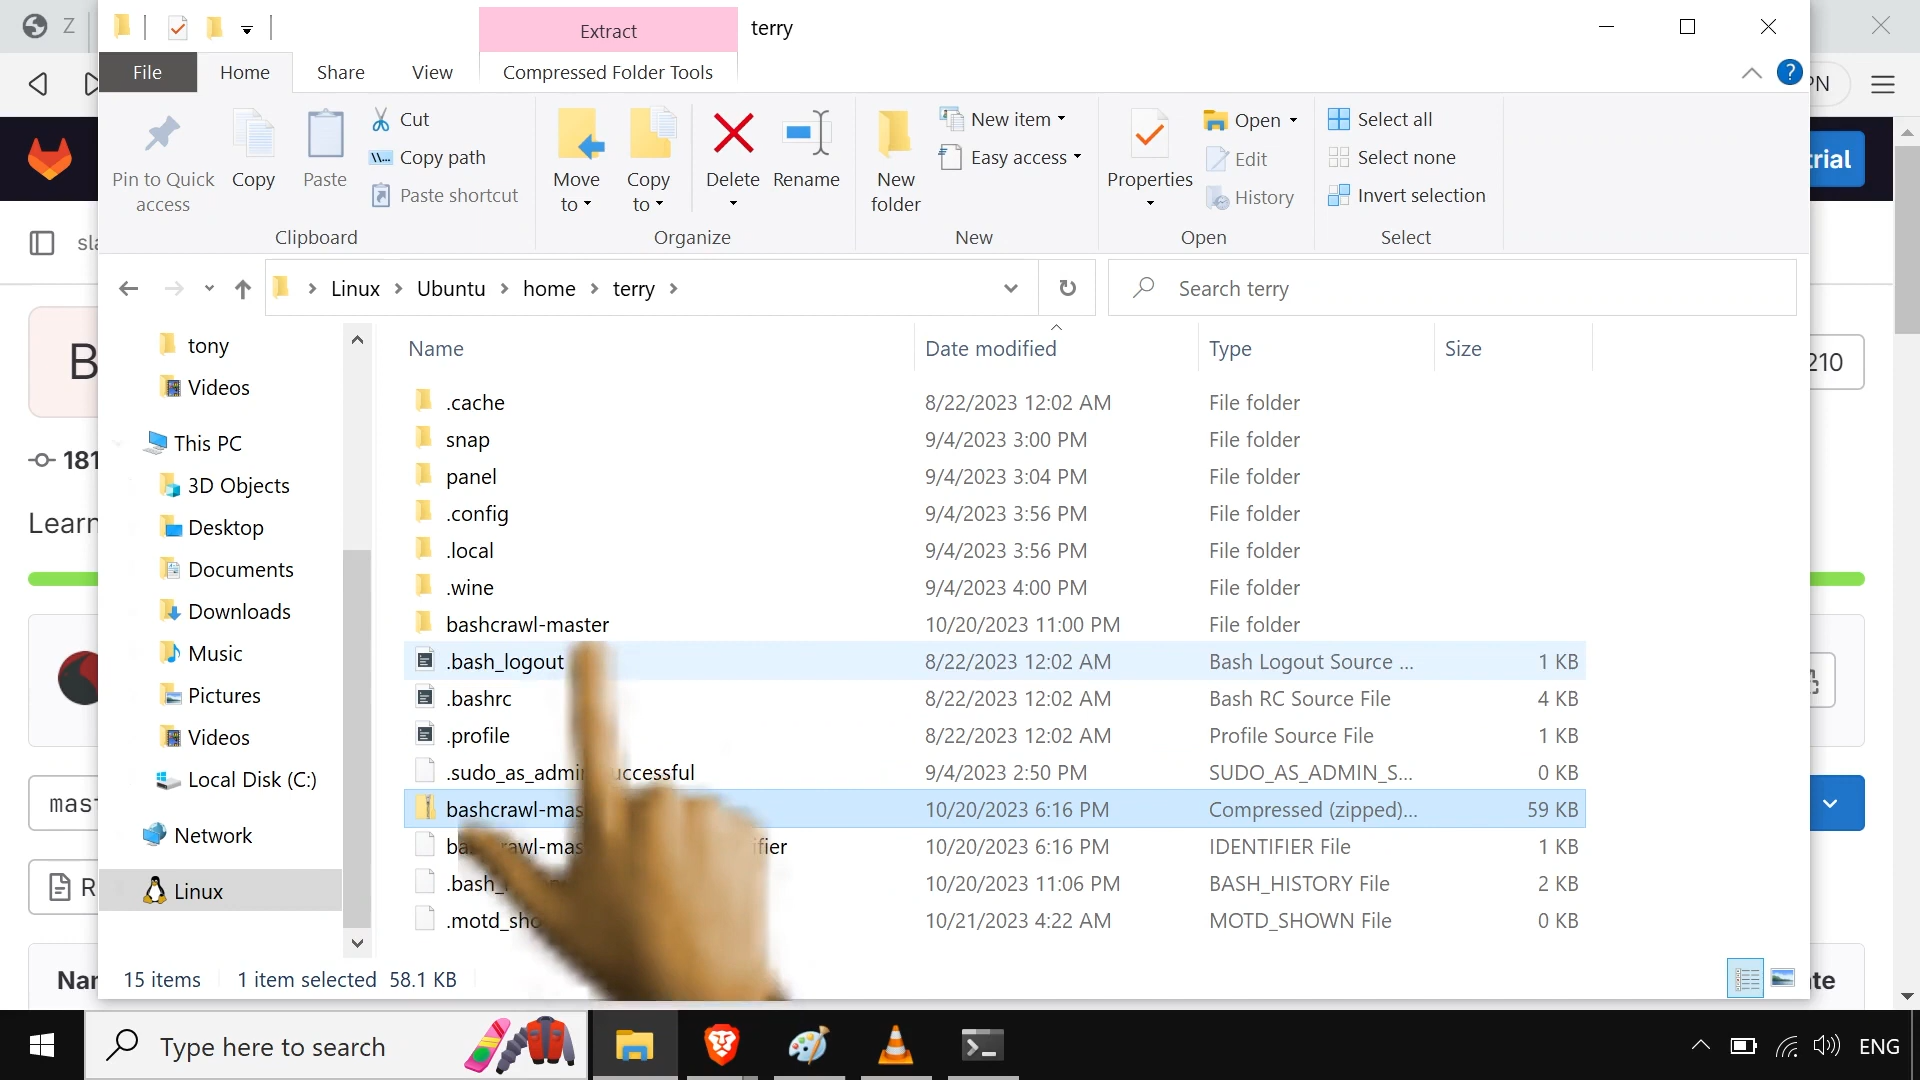 Z
Extract
terry
File
Home
Share
View
Compressed Folder Tools
?
PN
Pin to Quick access
Copy
Paste
Cut
Copy path
Paste shortcut
Move to
Copy to
Delete
Rename
New folder
New item
Easy access
Properties
Open
Edit
History
Select all
Select none
Invert selection
rial
Clipboard
Organize
New
Open
Select
Linux
Ubuntu
home
terry
Search terry
tony
Videos
This PC
3D Objects
Desktop
Documents
Downloads
Music
Pictures
Videos
Local Disk (C:)
Network
Linux
B
181
Learn
Name Date modified Type Size
.cache 8/22/2023 12:02 AM File folder
snap 9/4/2023 3:00 PM File folder
panel 9/4/2023 3:04 PM File folder
.config 9/4/2023 3:56 PM File folder
.local 9/4/2023 3:56 PM File folder
.wine 9/4/2023 4:00 PM File folder
bashcrawl-master 10/20/2023 11:00 PM File folder
.bash_logout 8/22/2023 12:02 AM Bash Logout Source ... 1 KB
.bashrc 8/22/2023 12:02 AM Bash RC Source File 4 KB
.profile 8/22/2023 12:02 AM Profile Source File 1 KB
.sudo_as_admin_successful 9/4/2023 2:50 PM SUDO_AS_ADMIN_S... 0 KB
bashcrawl-mas 10/20/2023 6:16 PM Compressed (zipped)... 59 KB
bashcrawl-mas fier 10/20/2023 6:16 PM IDENTIFIER File 1 KB
.bash_ 10/20/2023 11:06 PM BASH_HISTORY File 2 KB
.motd_sho 10/21/2023 4:22 AM MOTD_SHOWN File 0 KB
210
mast
R
Nar
te
15 items
1 item selected 58.1 KB
Type here to search
ENG